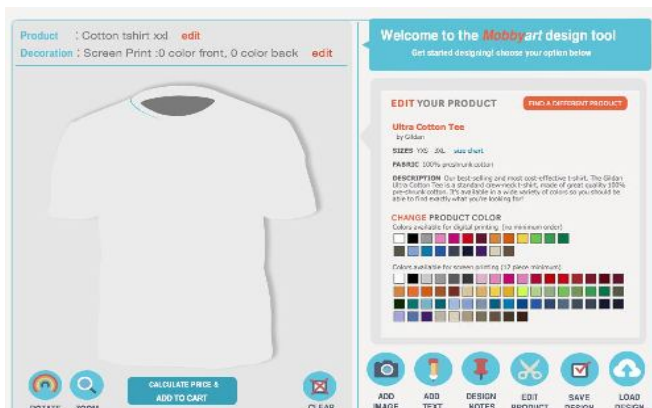 Product : Cotton tshirt xxl edit
Decoration : Screen Print :0 color front, 0 color back edit
CALCULATE PRICE &
ADD TO CART
ROTATE ZOOM
CLEAR
Welcome to the Mobbyart design tool
Get started designing! choose your option below
EDIT YOUR PRODUCT
FIND A DIFFERENT PRODUCT
Ultra Cotton Tee
by Gildan
SIZES YXS 3XL size chart
FABRIC 100% preshrunk cotton
DESCRIPTION Our best-selling and most cost-effective t-shirt. The Gildan
Ultra Cotton Tee is a standard crewneck t-shirt, made of great quality 100%
pre-shrunk cotton. It's available in a wide variety of colors so you should be
able to find exactly what you're looking for!
CHANGE PRODUCT COLOR
Colors available for digital printing (no minimum order)
Colors available for screen printing (12 piece minimum)
ADD
IMAGE
ADD
TEXT
DESIGN
NOTES
EDIT
PRODUCT
SAVE
DESIGN
LOAD
DESIGN